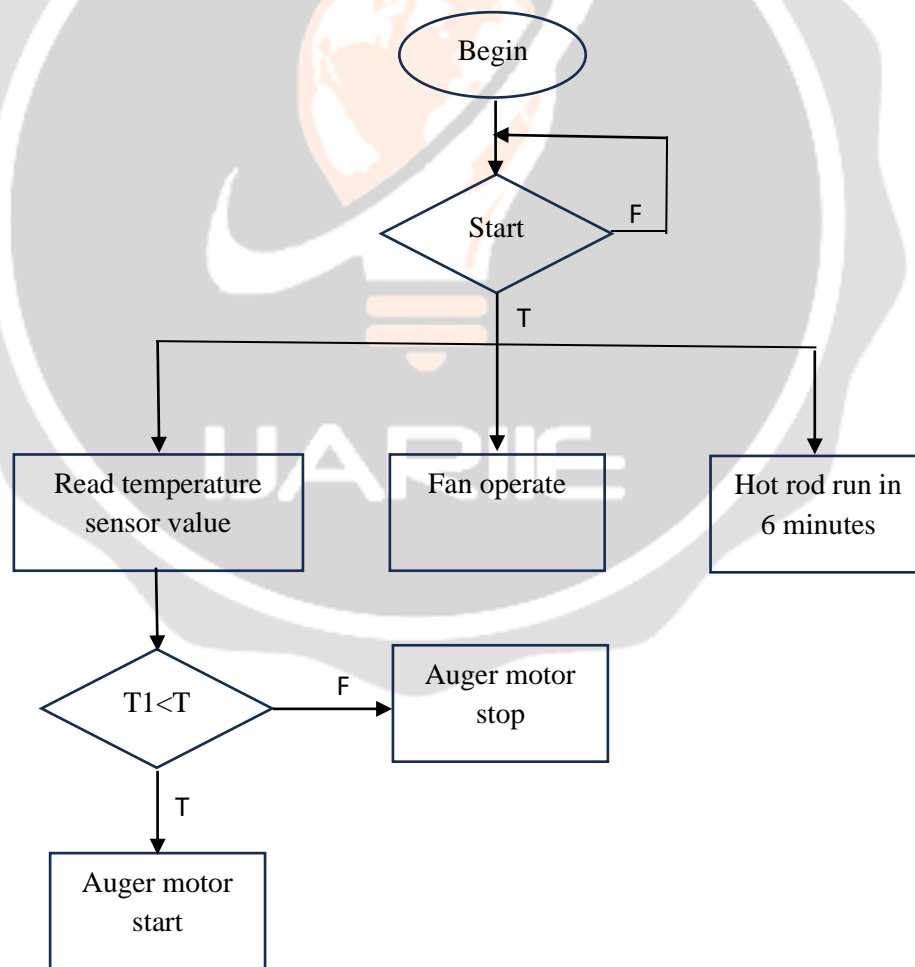 Begin
Start
F
T
IJARIIE
Read temperature
sensor value
Fan operate
Hot rod run in
6 minutes
T1<T
F
Auger motor
stop
T
Auger motor
start